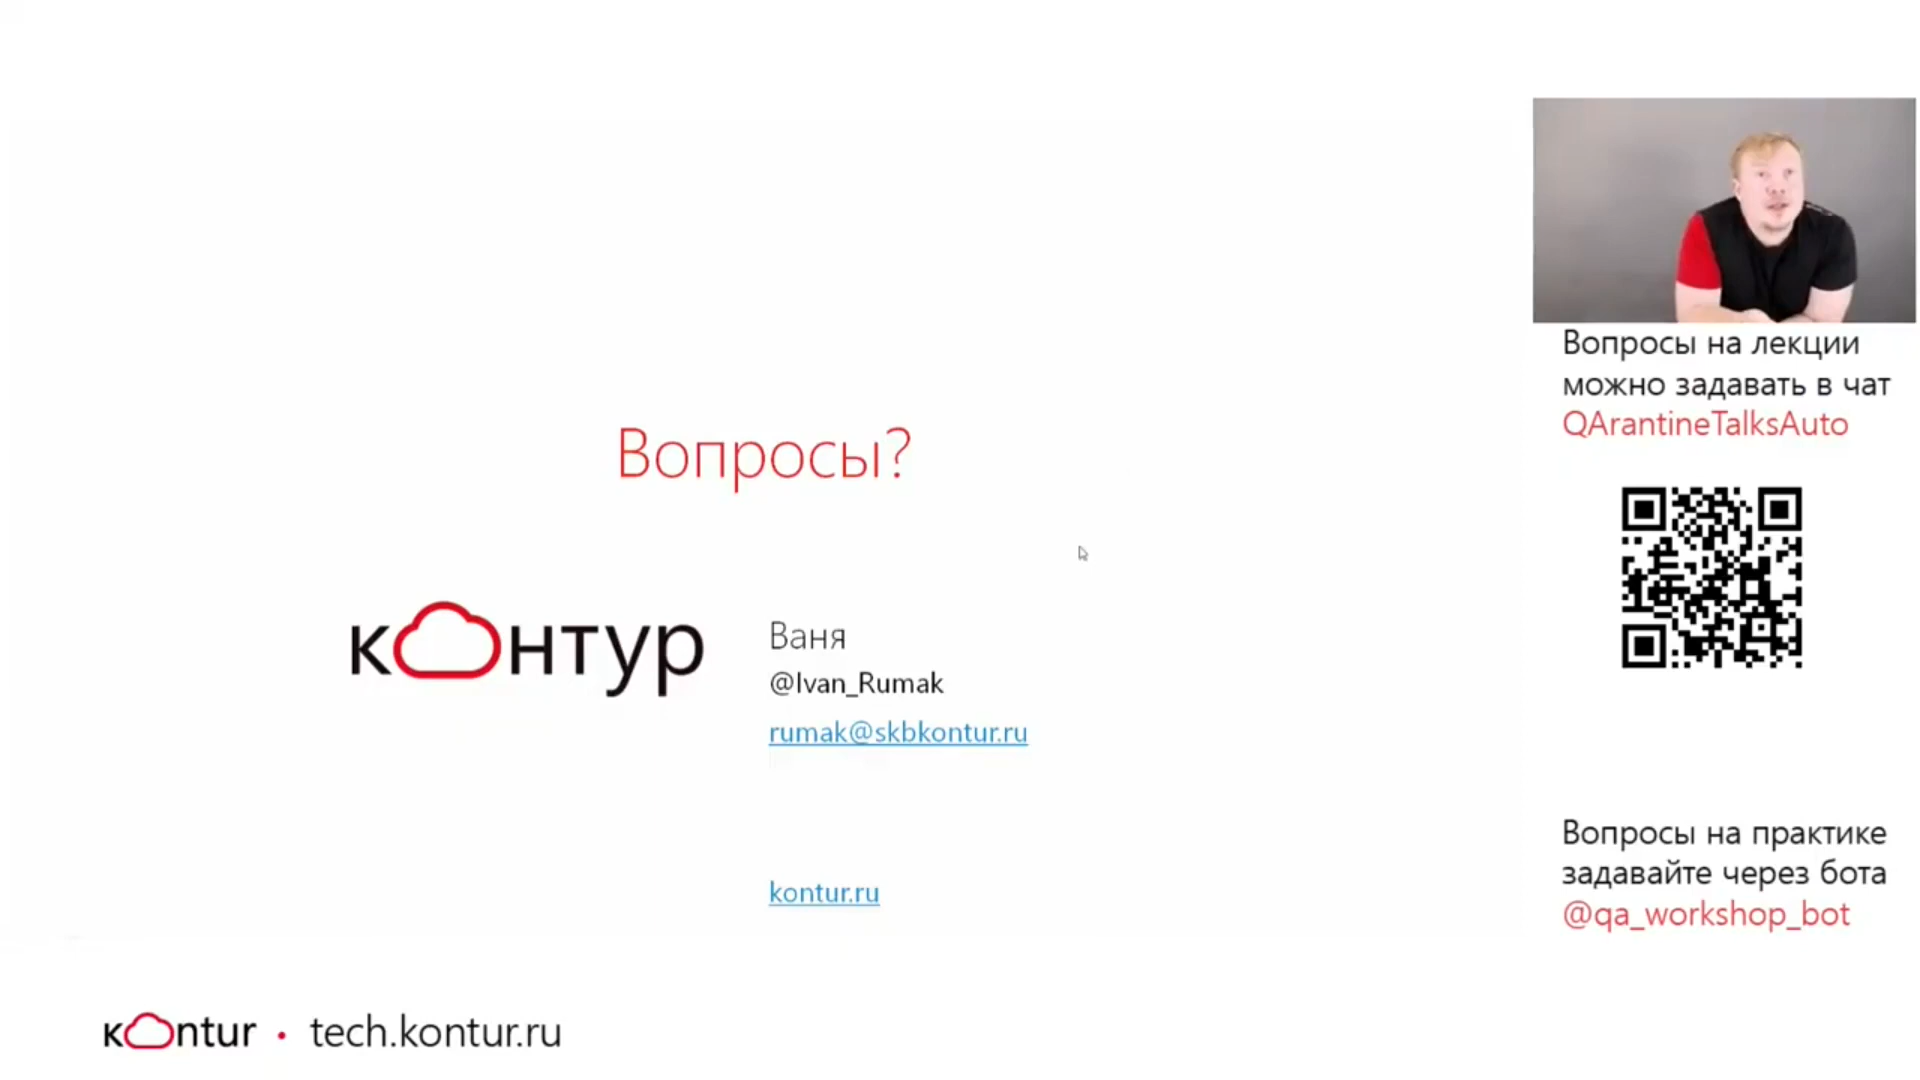 Вопросы?
контур
Ваня
@Ivan_Rumak
rumak@skbkontur.ru
kontur.ru
Вопросы на лекции
можно задавать в чат
QArantineTalksAuto
Вопросы на практике
задавайте через бота
@qa_workshop_bot
kontur • tech.kontur.ru